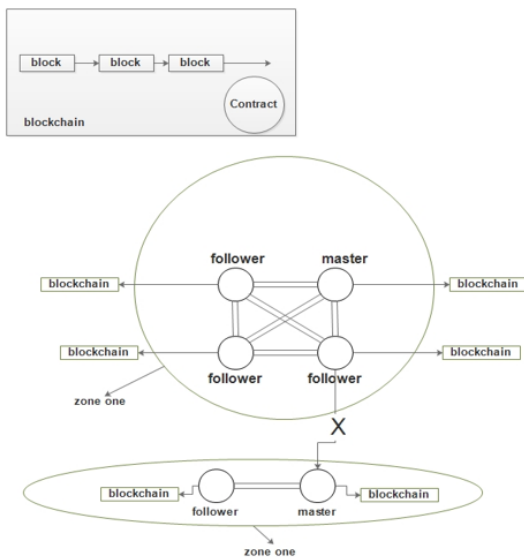 block block block
Contract
blockchain
follower master
blockchain blockchain
blockchain blockchain
follower follower
zone one
X
blockchain blockchain
follower master
zone one